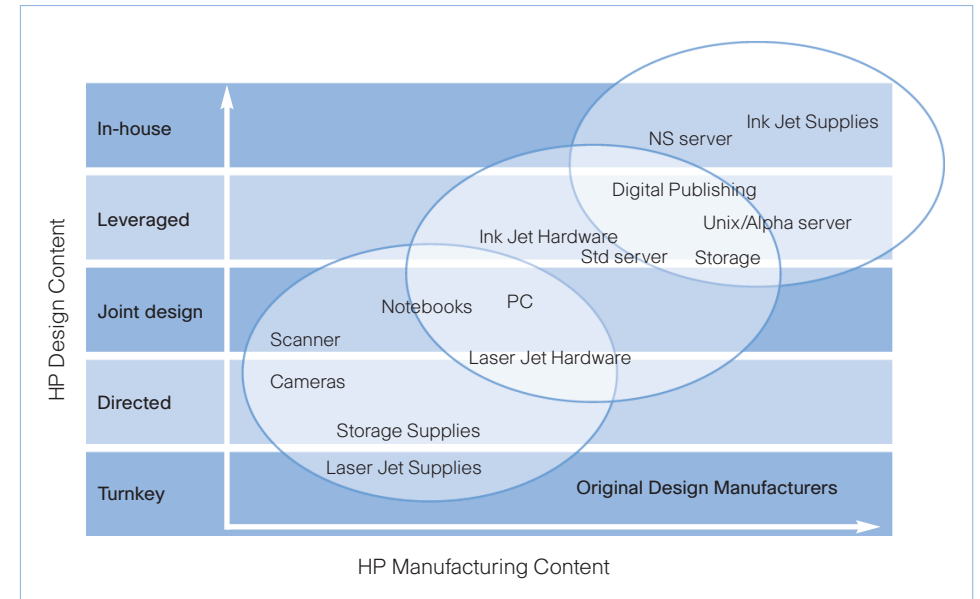 In-house
Ink Jet Supplies
NS server
Digital Publishing
Leveraged
Unix/Alpha server
Ink Jet Hardware
Std server
Storage
PC
Notebooks
Joint design
Scanner
Laser Jet Hardware
Cameras
Directed
Storage Supplies
Laser Jet Supplies
Turnkey
Original Design Manufacturers
HP Design Content
HP Manufacturing Content